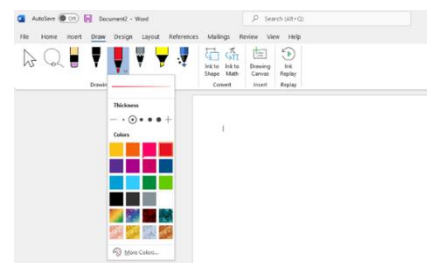 AutoSave Off Document2 - Word Search (Alt+Q)
File Home Insert Draw Design Layout References Mailings Review View Help
Ink to Shape Ink to Math Drawing Canvas Ink Replay
Drawin Convert Insert Replay
Thickness
Colors
More Colors...